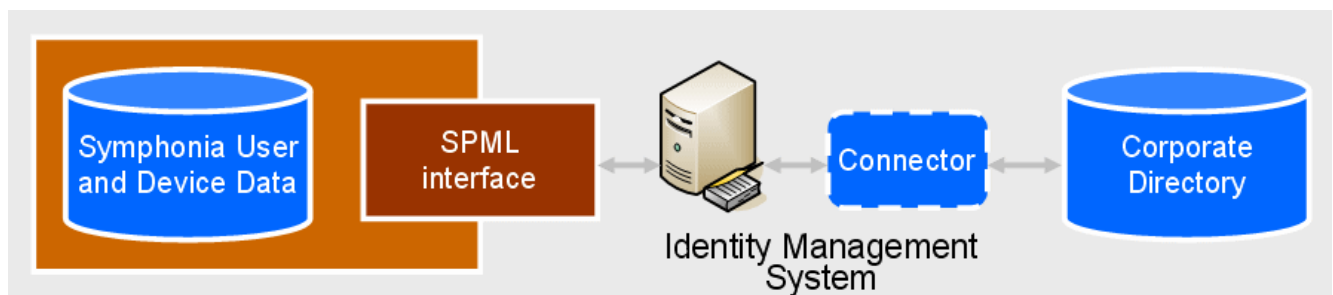 Symphonia User
and Device Data
SPML
interface
Identity Management
System
Connector
Corporate
Directory